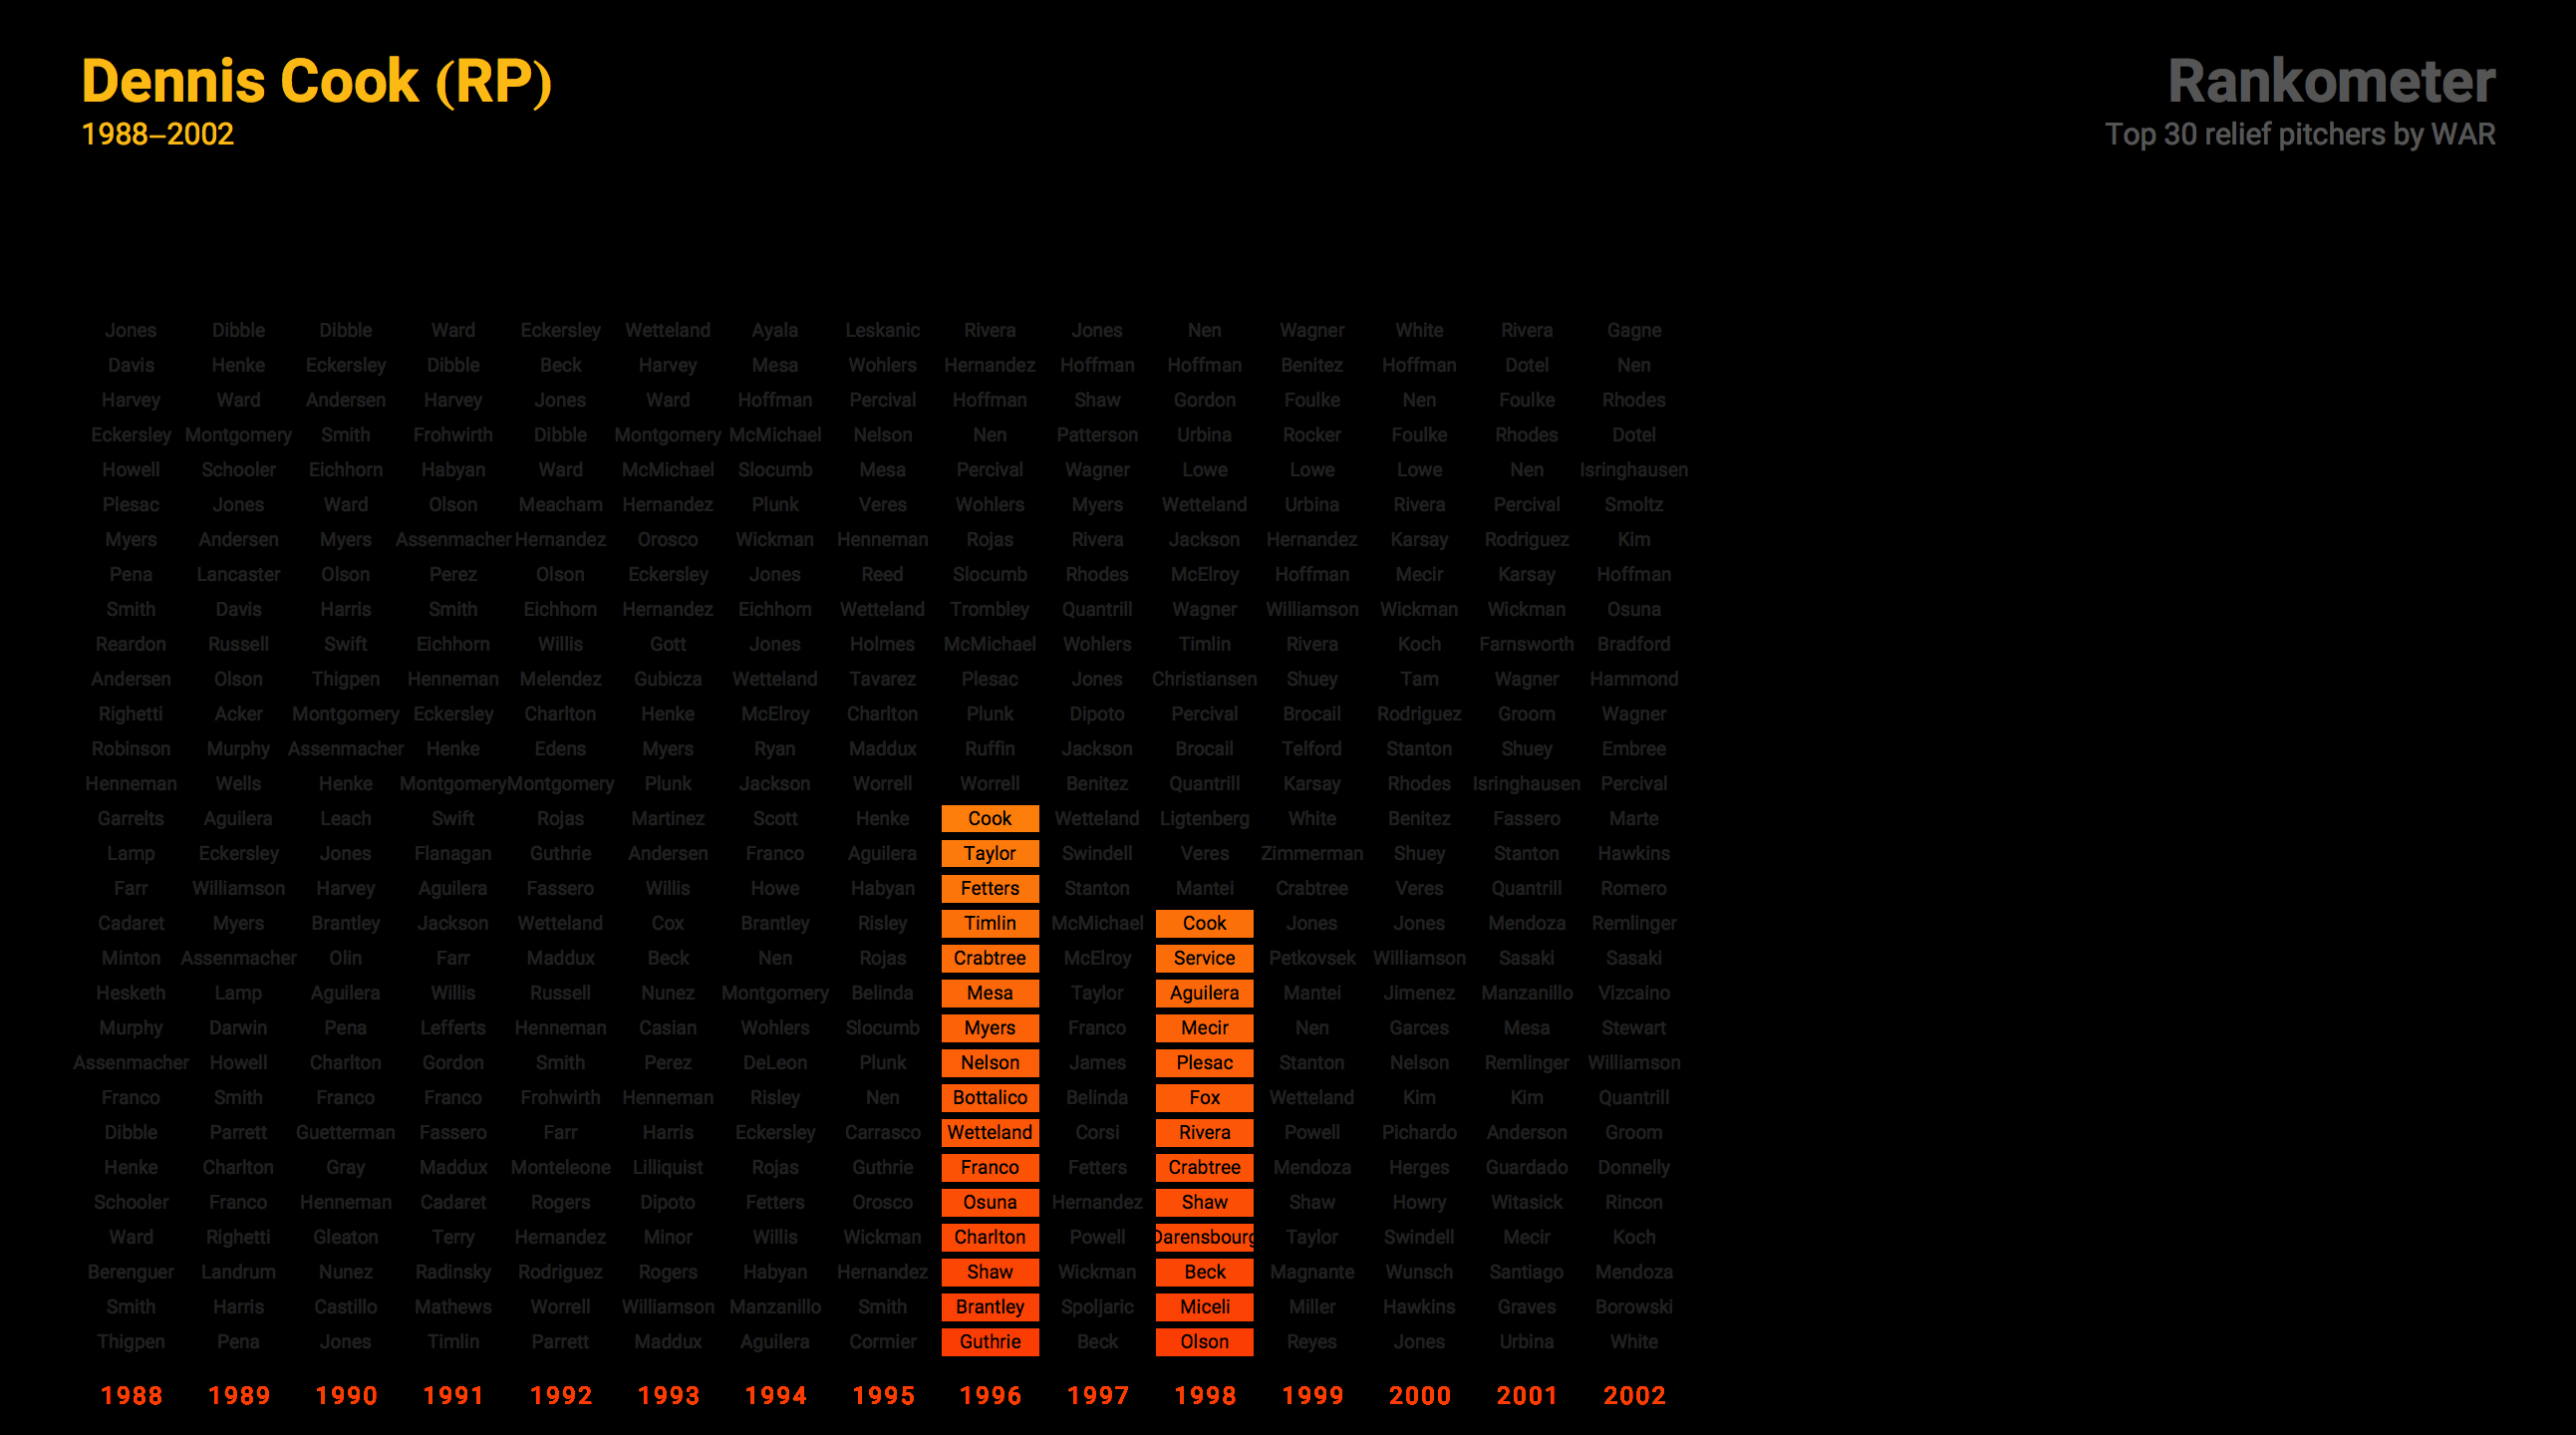 Dennis Cook (RP)
1988–2002
Rankometer
Top 30 relief pitchers by WAR
Jones Dibble Dibble Ward Eckersley Wetteland Ayala Leskanic Rivera Jones Nen Wagner White Rivera Gagne
Davis Henke Eckersley Dibble Beck Harvey Mesa Wohlers Hernandez Hoffman Hoffman Benitez Hoffman Dotel Nen
Harvey Ward Andersen Harvey Jones Ward Hoffman Percival Hoffman Shaw Gordon Foulke Nen Foulke Rhodes
Eckersley Montgomery Smith Frohwirth Dibble Montgomery McMichael Nelson Nen Patterson Urbina Rocker Foulke Rhodes Dotel
Howell Schooler Eichhorn Habyan Ward McMichael Slocumb Mesa Percival Wagner Lowe Lowe Lowe Nen Isringhausen
Plesac Jones Ward Olson Meacham Hernandez Plunk Veres Wohlers Myers Wetteland Urbina Rivera Percival Smoltz
Myers Andersen Myers Assenmacher Hernandez Orosco Wickman Henneman Rojas Rivera Jackson Hernandez Karsay Rodriguez Kim
Pena Lancaster Olson Perez Olson Eckersley Jones Reed Slocumb Rhodes McElroy Hoffman Mecir Karsay Hoffman
Smith Davis Harris Smith Eichhorn Hernandez Eichhorn Wetteland Trombley Quantrill Wagner Williamson Wickman Wickman Osuna
Reardon Russell Swift Eichhorn Willis Gott Jones Holmes McMichael Wohlers Timlin Rivera Koch Farnsworth Bradford
Andersen Olson Thigpen Henneman Melendez Gubicza Wetteland Tavarez Plesac Jones Christiansen Shuey Tam Wagner Hammond
Righetti Acker Montgomery Eckersley Charlton Henke McElroy Charlton Plunk Dipoto Percival Brocail Rodriguez Groom Wagner
Robinson Murphy Assenmacher Henke Edens Myers Ryan Maddux Ruffin Jackson Brocail Telford Stanton Shuey Embree
Henneman Wells Henke Montgomery Montgomery Plunk Jackson Worrell Worrell Benitez Quantrill Karsay Rhodes Isringhausen Percival
Garrelts Aguilera Leach Swift Rojas Martinez Scott Henke Cook Wetteland Ligtenberg White Benitez Fassero Marte
Lamp Eckersley Jones Flanagan Guthrie Andersen Franco Aguilera Taylor Swindell Veres Zimmerman Shuey Stanton Hawkins
Farr Williamson Harvey Aguilera Fassero Willis Howe Habyan Fetters Stanton Mantei Crabtree Veres Quantrill Romero
Cadaret Myers Brantley Jackson Wetteland Cox Brantley Risley Timlin McMichael Cook Jones Jones Mendoza Remlinger
Minton Assenmacher Olin Farr Maddux Beck Nen Rojas Crabtree McElroy Service Petkovsek Williamson Sasaki Sasaki
Hesketh Lamp Aguilera Willis Russell Nunez Montgomery Belinda Mesa Taylor Aguilera Mantei Jimenez Manzanillo Vizcaino
Murphy Darwin Pena Lefferts Henneman Casian Wohlers Slocumb Myers Franco Mecir Nen Garces Mesa Stewart
Assenmacher Howell Charlton Gordon Smith Perez DeLeon Plunk Nelson James Plesac Stanton Nelson Remlinger Williamson
Franco Smith Franco Franco Frohwirth Henneman Risley Nen Bottalico Belinda Fox Wetteland Kim Kim Quantrill
Dibble Parrett Guetterman Fassero Farr Harris Eckersley Carrasco Wetteland Corsi Rivera Powell Pichardo Anderson Groom
Henke Charlton Gray Maddux Monteleone Lilliquist Rojas Guthrie Franco Fetters Crabtree Mendoza Herges Guardado Donnelly
Schooler Franco Henneman Cadaret Rogers Dipoto Fetters Orosco Osuna Hernandez Shaw Shaw Howry Witasick Rincon
Ward Righetti Gleaton Terry Hernandez Minor Willis Wickman Charlton Powell Darensbourg Taylor Swindell Mecir Koch
Berenguer Landrum Nunez Radinsky Rodriguez Rogers Habyan Hernandez Shaw Wickman Beck Magnante Wunsch Santiago Mendoza
Smith Harris Castillo Mathews Worrell Williamson Manzanillo Smith Brantley Spoljaric Miceli Miller Hawkins Graves Borowski
Thigpen Pena Jones Timlin Parrett Maddux Aguilera Cormier Guthrie Beck Olson Reyes Jones Urbina White
1988 1989 1990 1991 1992 1993 1994 1995 1996 1997 1998 1999 2000 2001 2002